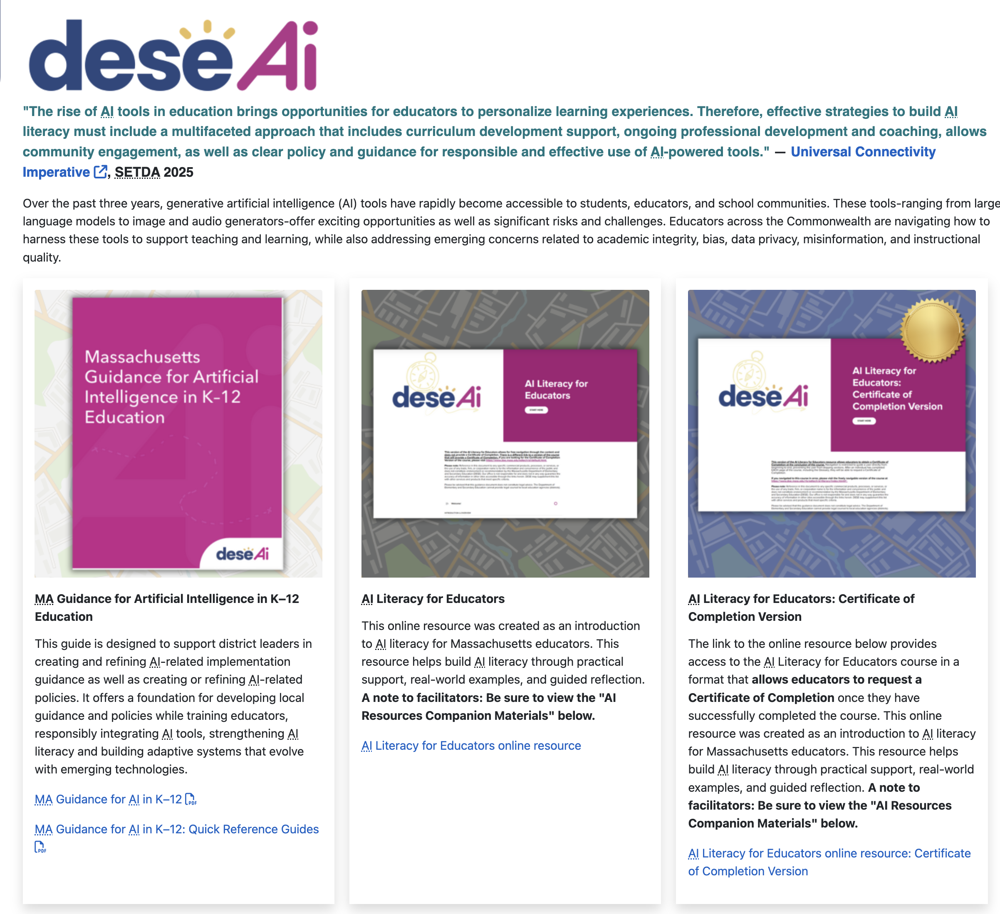 dese Ai
"The rise of AI tools in education brings opportunities for educators to personalize learning experiences. Therefore, effective strategies to build AI
literacy must include a multifaceted approach that includes curriculum development support, ongoing professional development and coaching, allows
community engagement, as well as clear policy and guidance for responsible and effective use of AI-powered tools." — Universal Connectivity
Imperative, SETDA 2025
Over the past three years, generative artificial intelligence (AI) tools have rapidly become accessible to students, educators, and school communities. These tools-ranging from large
language models to image and audio generators-offer exciting opportunities as well as significant risks and challenges. Educators across the Commonwealth are navigating how to
harness these tools to support teaching and learning, while also addressing emerging concerns related to academic integrity, bias, data privacy, misinformation, and instructional
quality.
Massachusetts
Guidance for Artificial
Intelligence in K–12
Education
dese Ai
MA Guidance for Artificial Intelligence in K–12
Education
This guide is designed to support district leaders in
creating and refining AI-related implementation
guidance as well as creating or refining AI-related
policies. It offers a foundation for developing local
guidance and policies while training educators,
responsibly integrating AI tools, strengthening AI
literacy and building adaptive systems that evolve
with emerging technologies.
MA Guidance for AI in K–12 PDF
MA Guidance for AI in K–12: Quick Reference Guides
PDF
dese Ai
AI Literacy for
Educators
START HERE
AI Literacy for Educators
This online resource was created as an introduction
to AI literacy for Massachusetts educators. This
resource helps build AI literacy through practical
support, real-world examples, and guided reflection.
A note to facilitators: Be sure to view the "AI
Resources Companion Materials" below.
AI Literacy for Educators online resource
dese Ai
AI Literacy for
Educators:
Certificate of
Completion Version
START HERE
AI Literacy for Educators: Certificate of
Completion Version
The link to the online resource below provides
access to the AI Literacy for Educators course in a
format that allows educators to request a
Certificate of Completion once they have
successfully completed the course. This online
resource was created as an introduction to AI literacy
for Massachusetts educators. This resource helps
build AI literacy through practical support, real-world
examples, and guided reflection. A note to
facilitators: Be sure to view the "AI Resources
Companion Materials" below.
AI Literacy for Educators online resource: Certificate
of Completion Version